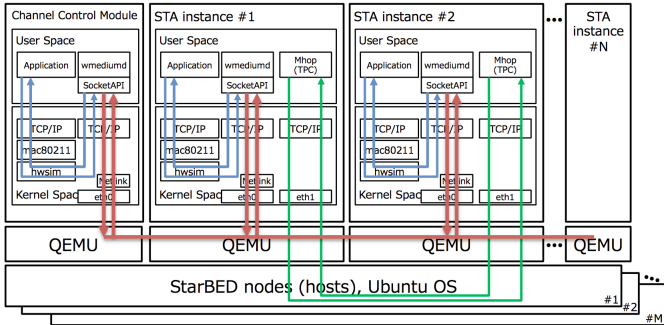 Channel Control Module
User Space
Application
wmediumd
SocketAPI
TCP/IP
TCP/IP
mac80211
hwsim
Netlink
Kernel Spac
eth0
QEMU
STA instance #1
User Space
Application
wmediumd
SocketAPI
Mhop
(TPC)
TCP/IP
TCP/IP
TCP/IP
mac80211
hwsim
Netlink
Kernel Spac
eth0
eth1
QEMU
STA instance #2
User Space
Application
wmediumd
SocketAPI
Mhop
(TPC)
TCP/IP
TCP/IP
TCP/IP
mac80211
hwsim
Netlink
Kernel Spac
eth0
eth1
QEMU
•••
STA
instance
#N
•••
QEMU
StarBED nodes (hosts), Ubuntu OS
#1
#2
•••
#M